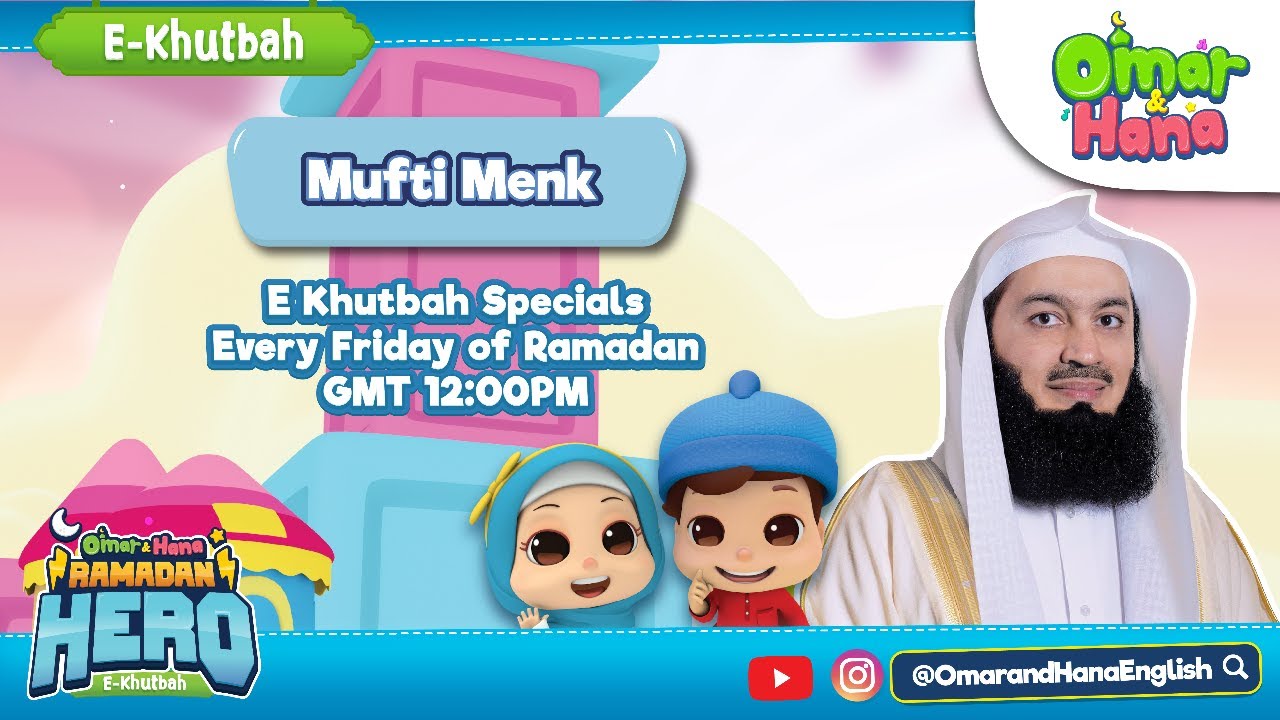 E-Khutbah
Omar
& Hana
Mufti Menk
E Khutbah Specials
Every Friday of Ramadan
GMT 12:00PM
Omar & Hana
RAMADAN
HERO
E-Khutbah
@OmarandHanaEnglish